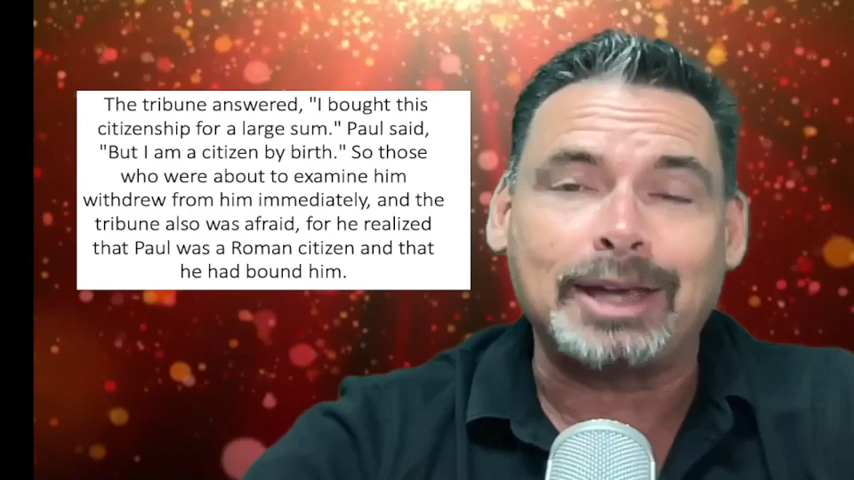 The tribune answered, "I bought this
citizenship for a large sum." Paul said,
"But I am a citizen by birth." So those
who were about to examine him
withdrew from him immediately, and the
tribune also was afraid, for he realized
that Paul was a Roman citizen and that
he had bound him.